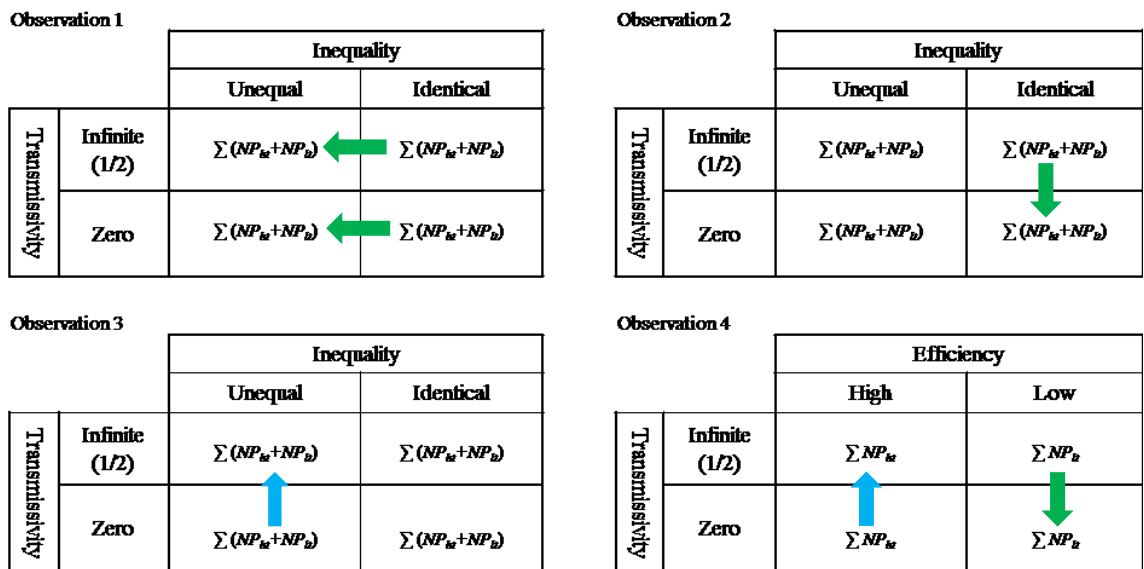 Observation 1
Inequality
Unequal Identical
Transmissivity
Infinite (1/2)
∑(NP_ht+NP_lt) ∑(NP_ht+NP_lt)
Zero
∑(NP_ht+NP_lt) ∑(NP_ht+NP_lt)
Observation 2
Inequality
Unequal Identical
Transmissivity
Infinite (1/2)
∑(NP_ht+NP_lt) ∑(NP_ht+NP_lt)
Zero
∑(NP_ht+NP_lt) ∑(NP_ht+NP_lt)
Observation 3
Inequality
Unequal Identical
Transmissivity
Infinite (1/2)
∑(NP_ht+NP_lt) ∑(NP_ht+NP_lt)
Zero
∑(NP_ht+NP_lt) ∑(NP_ht+NP_lt)
Observation 4
Efficiency
High Low
Transmissivity
Infinite (1/2)
∑NP_ht ∑NP_lt
Zero
∑NP_ht ∑NP_lt